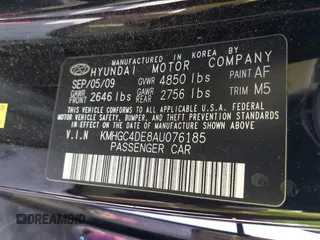 MANUFACTURED IN KOREA BY
HYUNDAI MOTOR COMPANY
SEP/05/09 GVWR 4850 lbs PAINT AF
GAWR FRONT 2646 lbs GAWR REAR 2756 lbs TRIM M5
THIS VEHICLE CONFORMS TO ALL APPLICABLE
U.S. FEDERAL MOTOR VEHICLE SAFETY, BUMPER,
AND THEFT PREVENTION STANDARDS IN EFFECT ON
THE DATE OF MANUFACTURE SHOWN ABOVE.
V.I.N KMHGC4DE8AU076185
PASSENGER CAR
DREAMBID